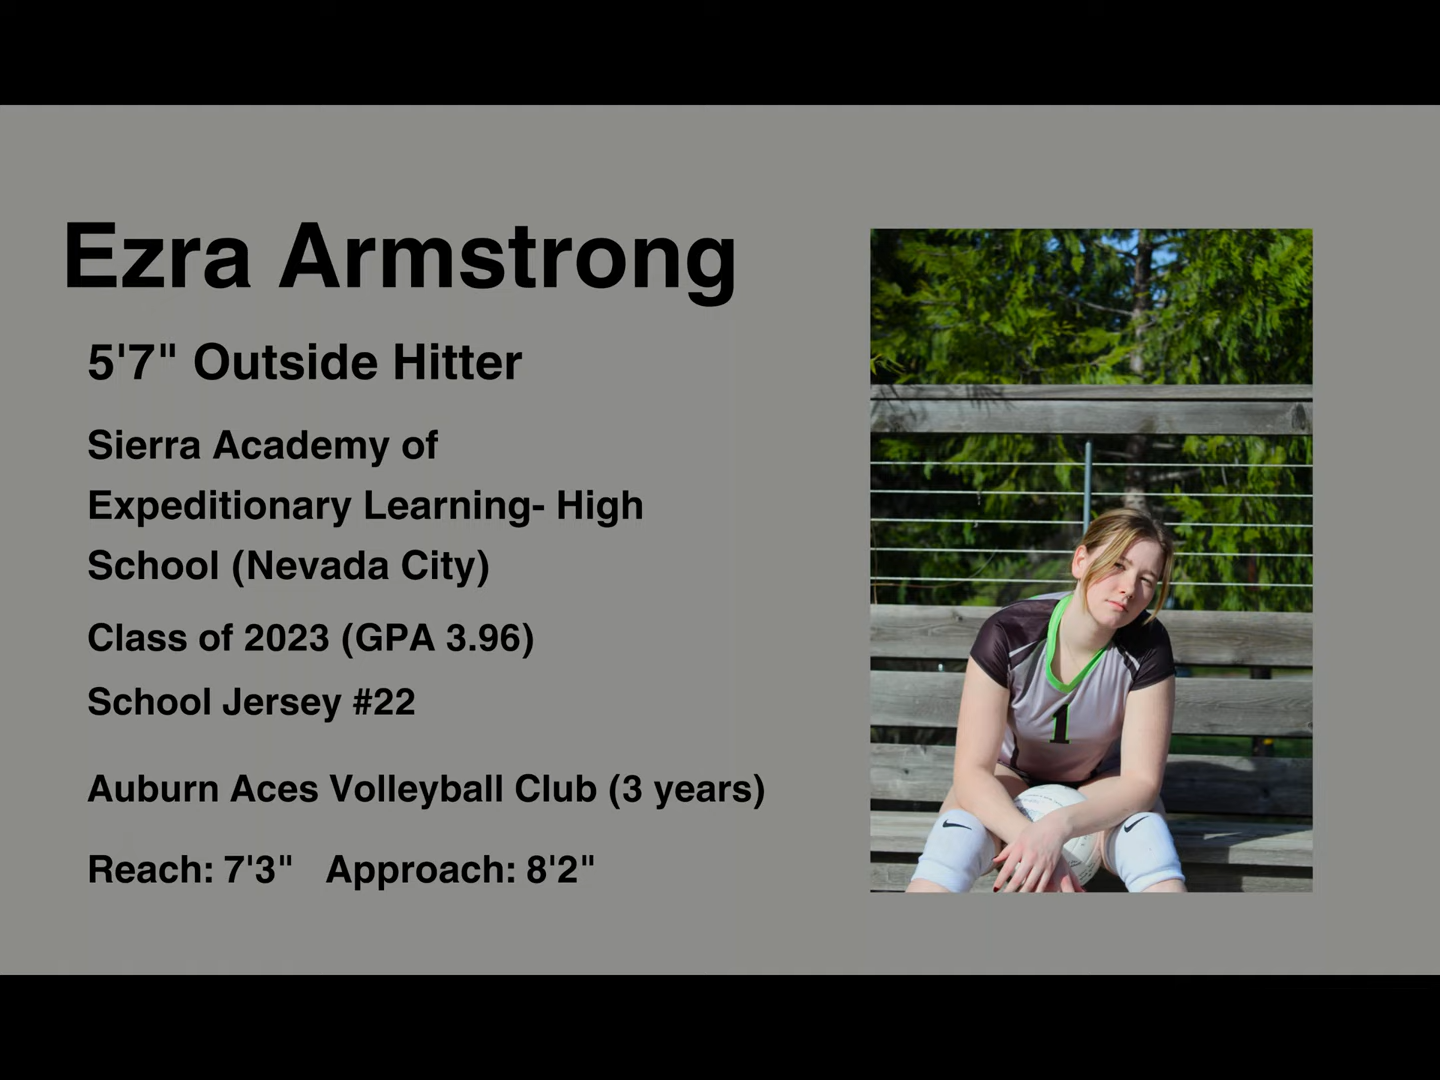 Ezra Armstrong
5'7" Outside Hitter
Sierra Academy of
Expeditionary Learning- High
School (Nevada City)
Class of 2023 (GPA 3.96)
School Jersey #22
Auburn Aces Volleyball Club (3 years)
Reach: 7'3" Approach: 8'2"
1